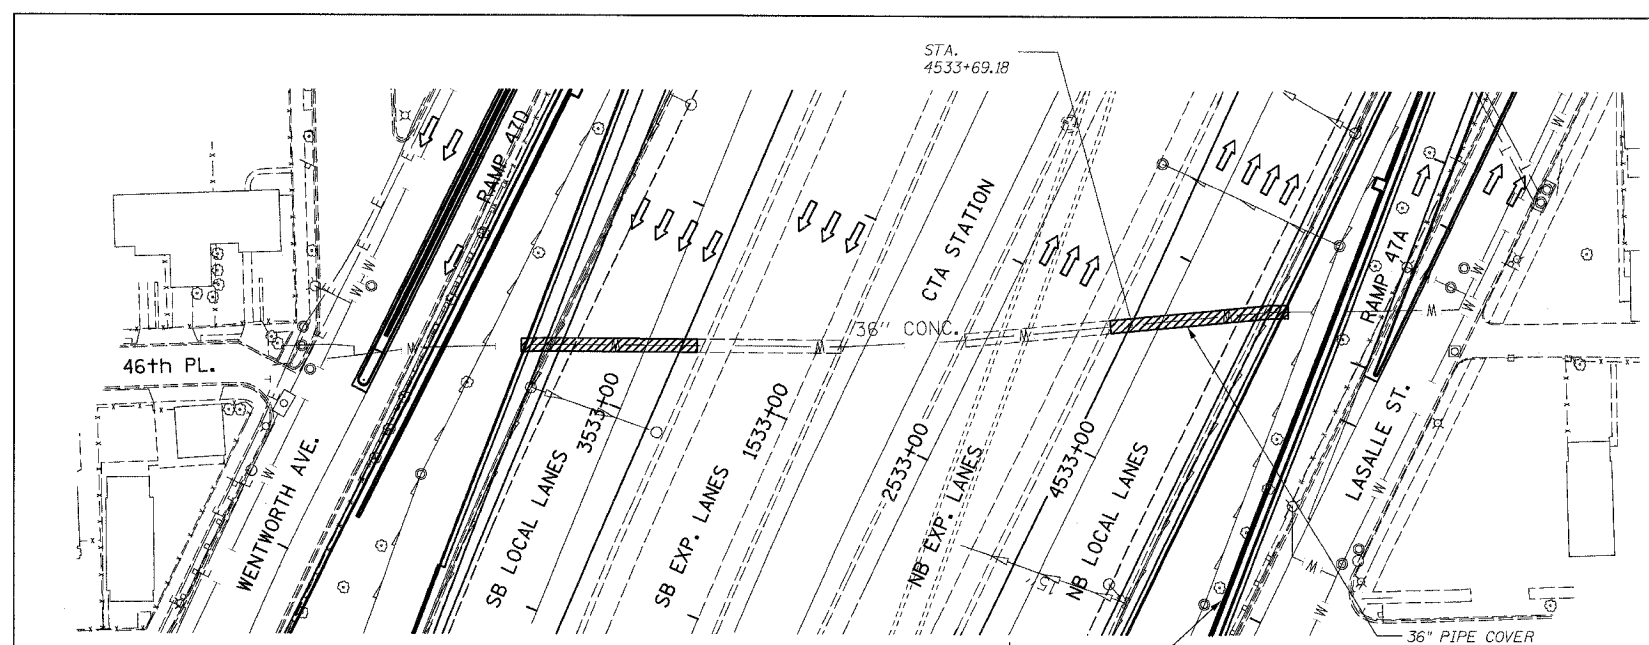 STA.
4533+69.18
RAMP 47D
CTA STATION
RAMP 47A
36" CONC.
46th PL.
WENTWORTH AVE.
SB LOCAL LANES
3533+00
SB EXP. LANES
1533+00
2533+00
NB EXP. LANES
4533+00
NB LOCAL LANES
LASALLE ST.
15'
36" PIPE COVER
W
W
W
W
W
W
W
W
W
W
W
E
E
E